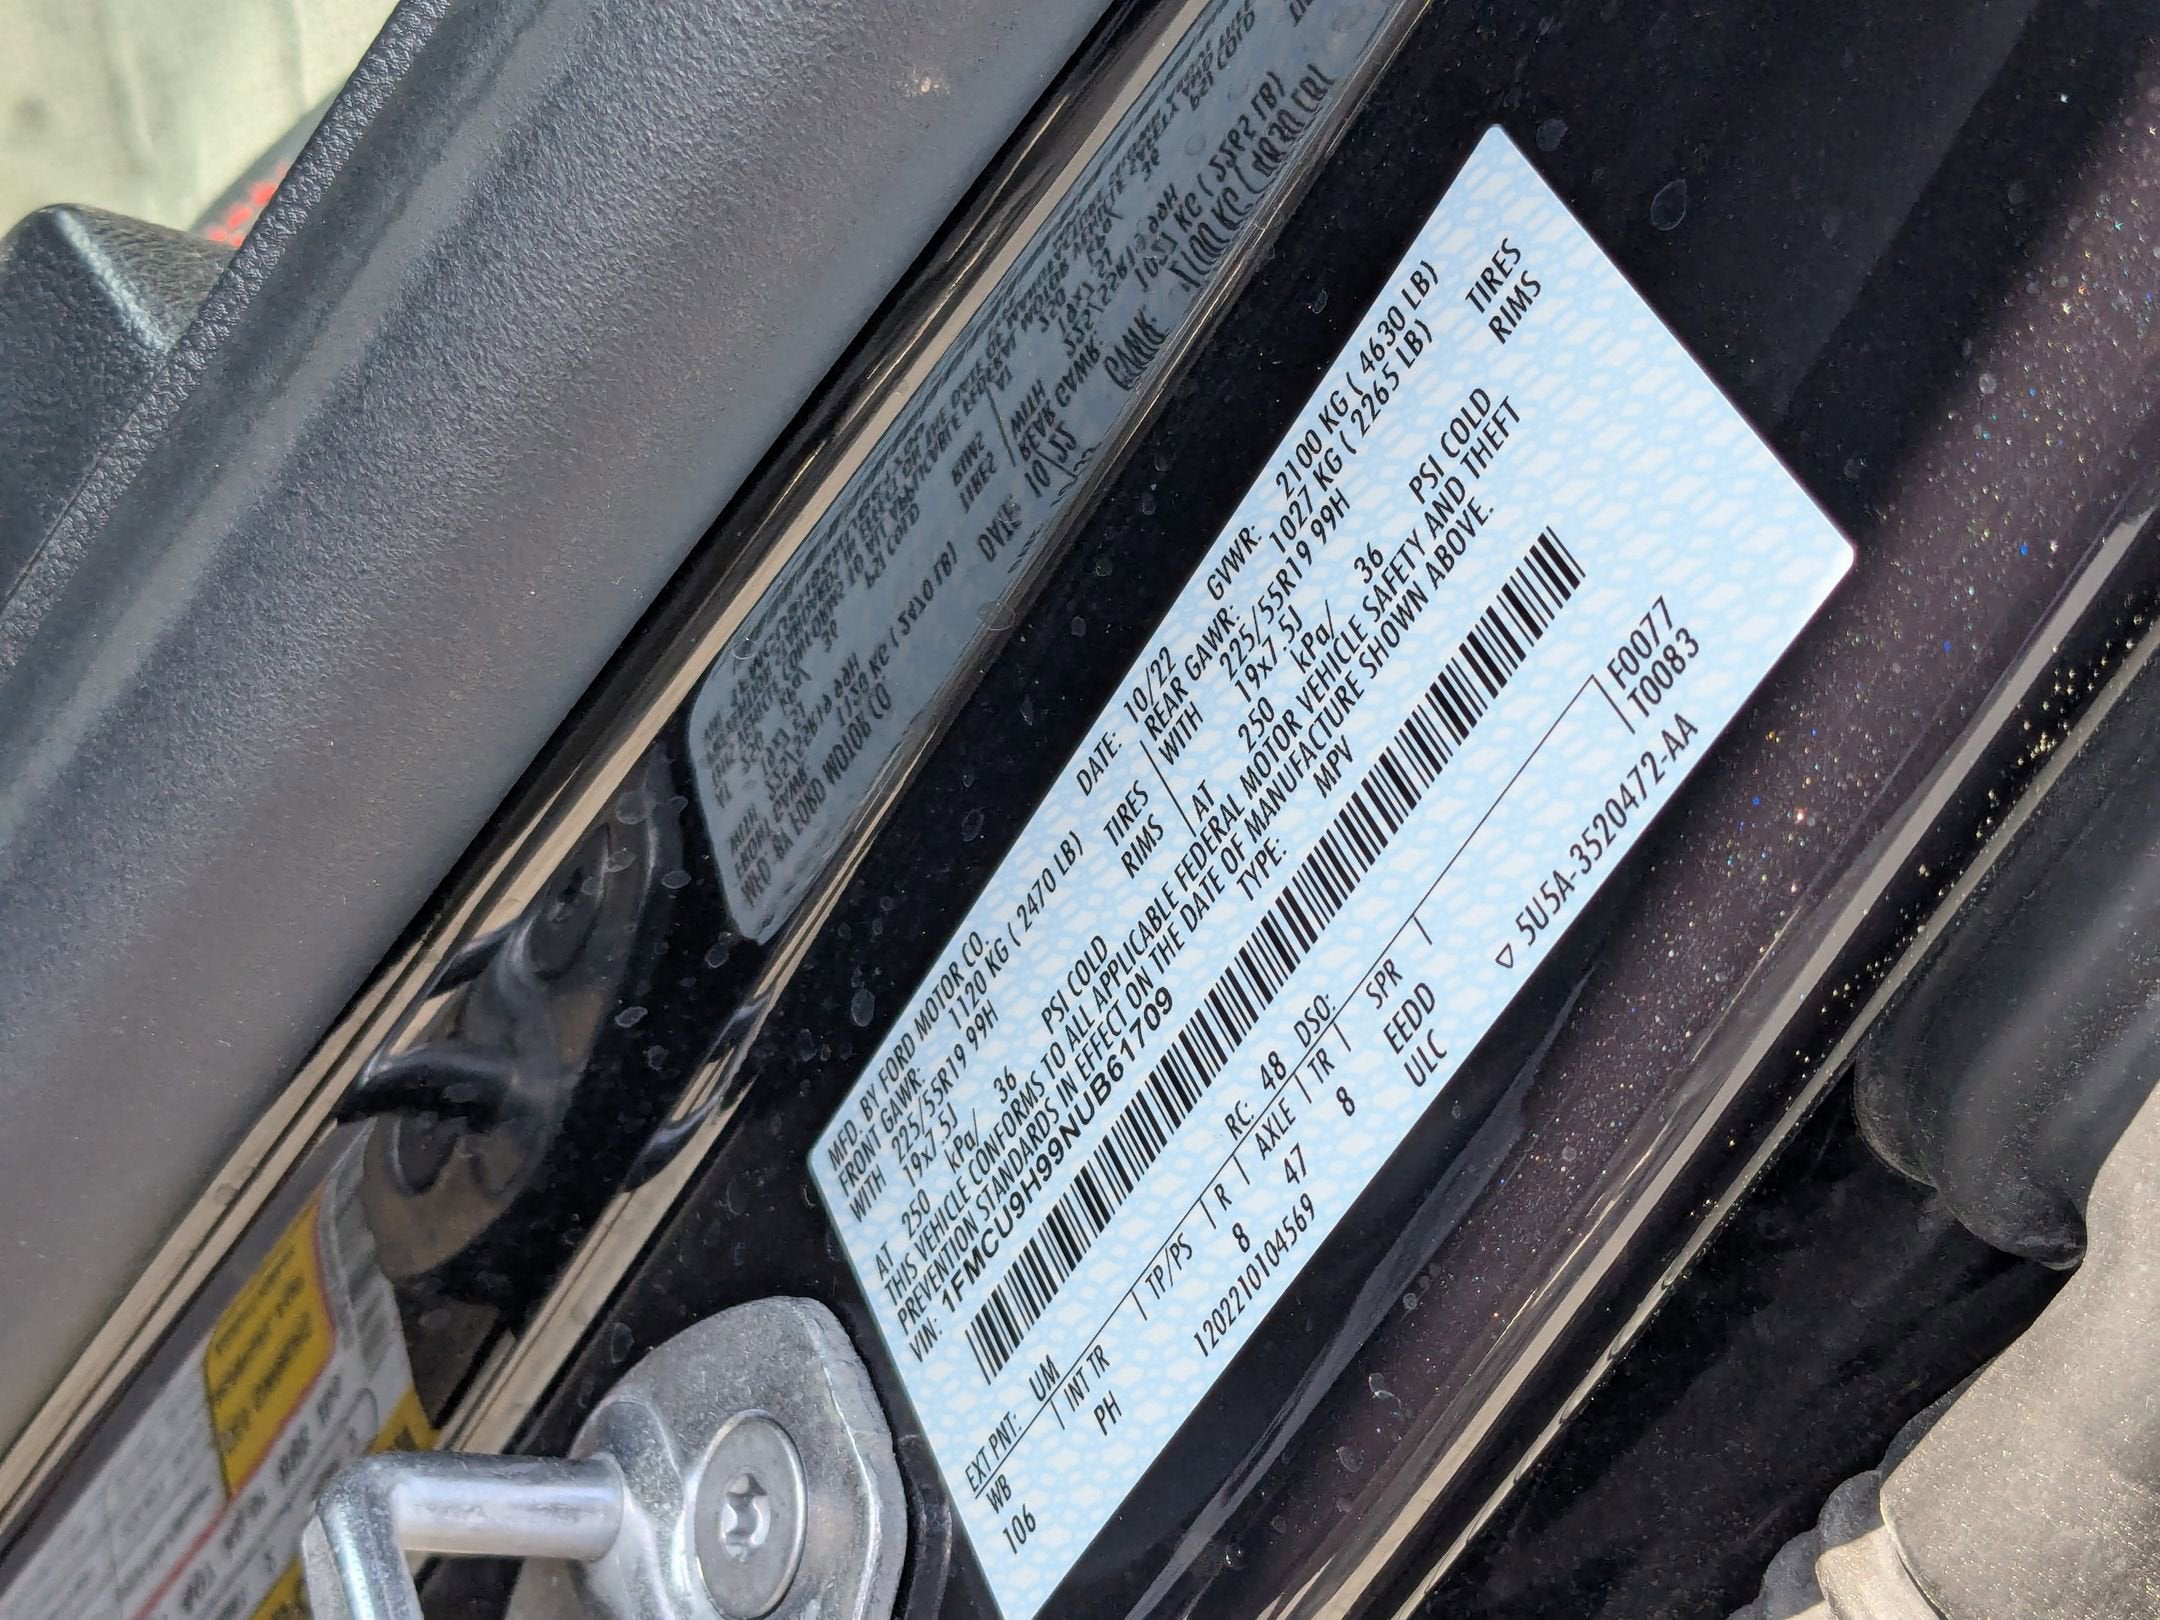 MFD. BY FORD MOTOR CO.
DATE: 10/22 GVWR: 2100 KG ( 4630 LB)
FRONT GAWR: 1120 KG ( 2470 LB)
REAR GAWR: 1027 KG ( 2265 LB)
WITH 225/55R19 99H TIRES
WITH 225/55R19 99H TIRES
19x7.5J RIMS
19x7.5J RIMS
AT 250 kPa/ 36 PSI COLD
AT 250 kPa/ 36 PSI COLD
THIS VEHICLE CONFORMS TO ALL APPLICABLE FEDERAL MOTOR VEHICLE SAFETY AND THEFT
PREVENTION STANDARDS IN EFFECT ON THE DATE OF MANUFACTURE SHOWN ABOVE.
VIN: 1FMCU9H99NUB61709 TYPE: MPV
EXT PNT: UM RC: 48 DSO: F0077
WB INT TR TP/PS R AXLE TR SPR T0083
106 PH 8 47 8 EEDD
1202210104569 ULC
▽ 5U5A-3520472-AA